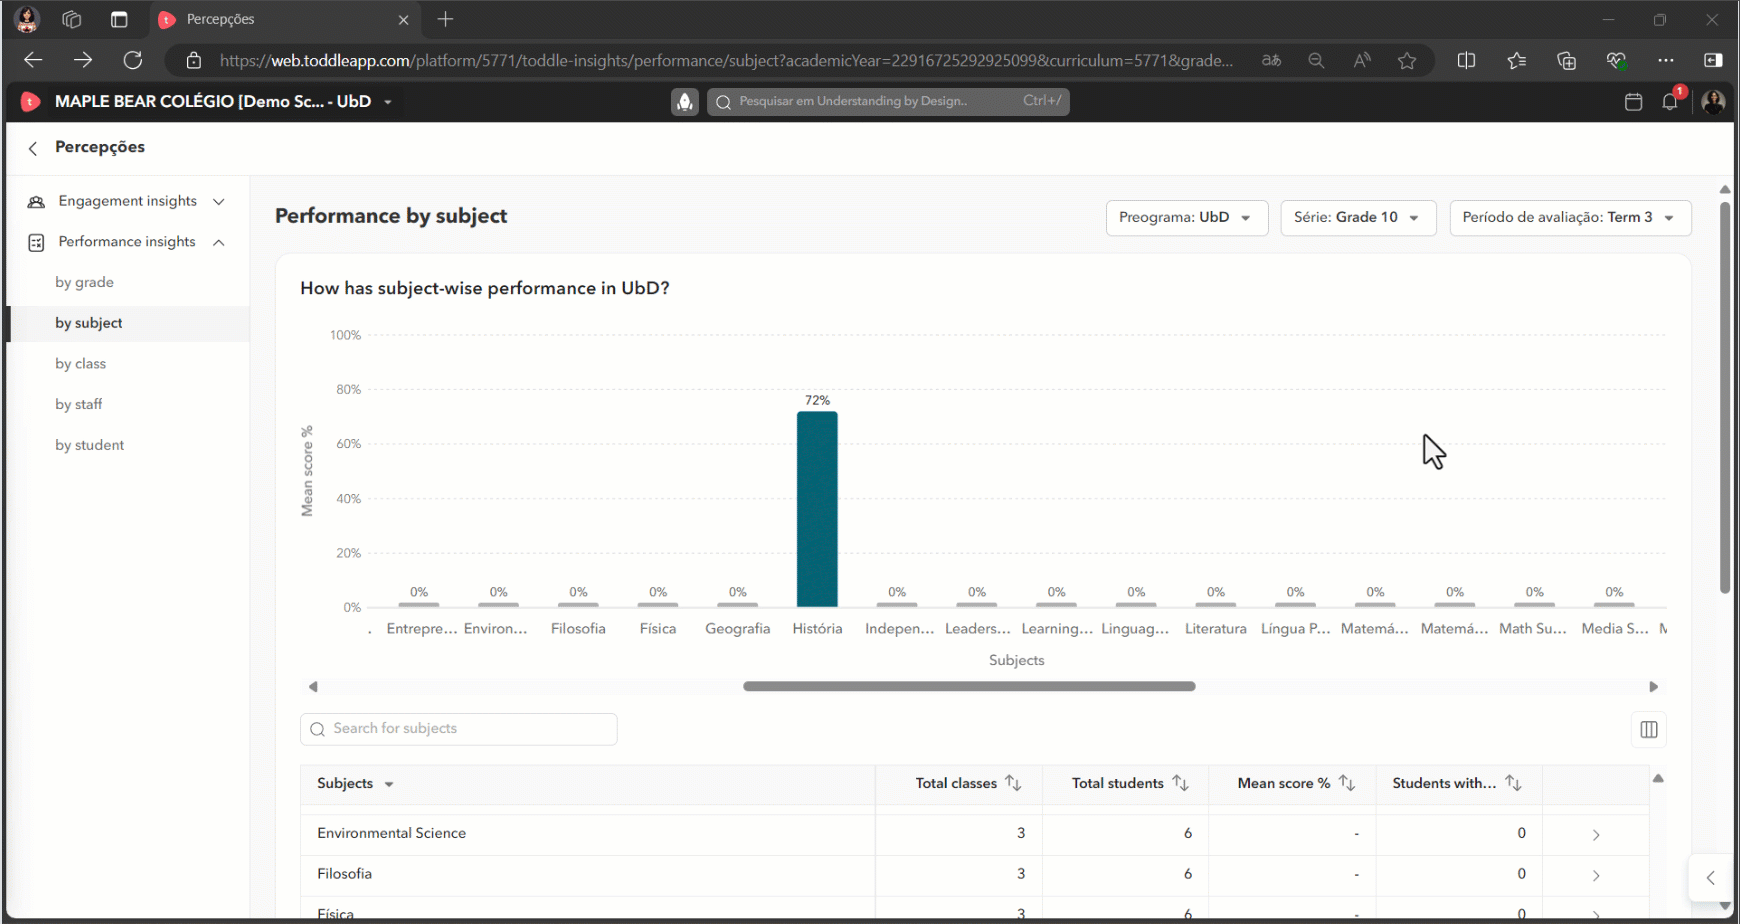 Percepções
https://web.toddleapp.com/platform/5771/toddle-insights/performance/subject?academicYear=22916725292925099&curriculum=5771&grade...
MAPLE BEAR COLÉGIO [Demo Sc... - UbD
Pesquisar em Understanding by Design.. Ctrl+/
1
Percepções
Engagement insights
Performance insights
by grade
by subject
by class
by staff
by student
Performance by subject
Preograma: UbD
Série: Grade 10
Período de avaliação: Term 3
How has subject-wise performance in UbD?
100%
80%
60%
40%
20%
0%
Mean score %
0% 0% 0% 0% 0% 72% 0% 0% 0% 0% 0% 0% 0% 0% 0% 0%
. Entrepre... Environ... Filosofia Física Geografia História Indepen... Leaders... Learning... Linguag... Literatura Língua P... Matemá... Matemá... Math Su... Media S... M
Subjects
Search for subjects
Subjects Total classes Total students Mean score % Students with...
Environmental Science 3 6 - 0
Filosofia 3 6 - 0
Física 3 6 - 0